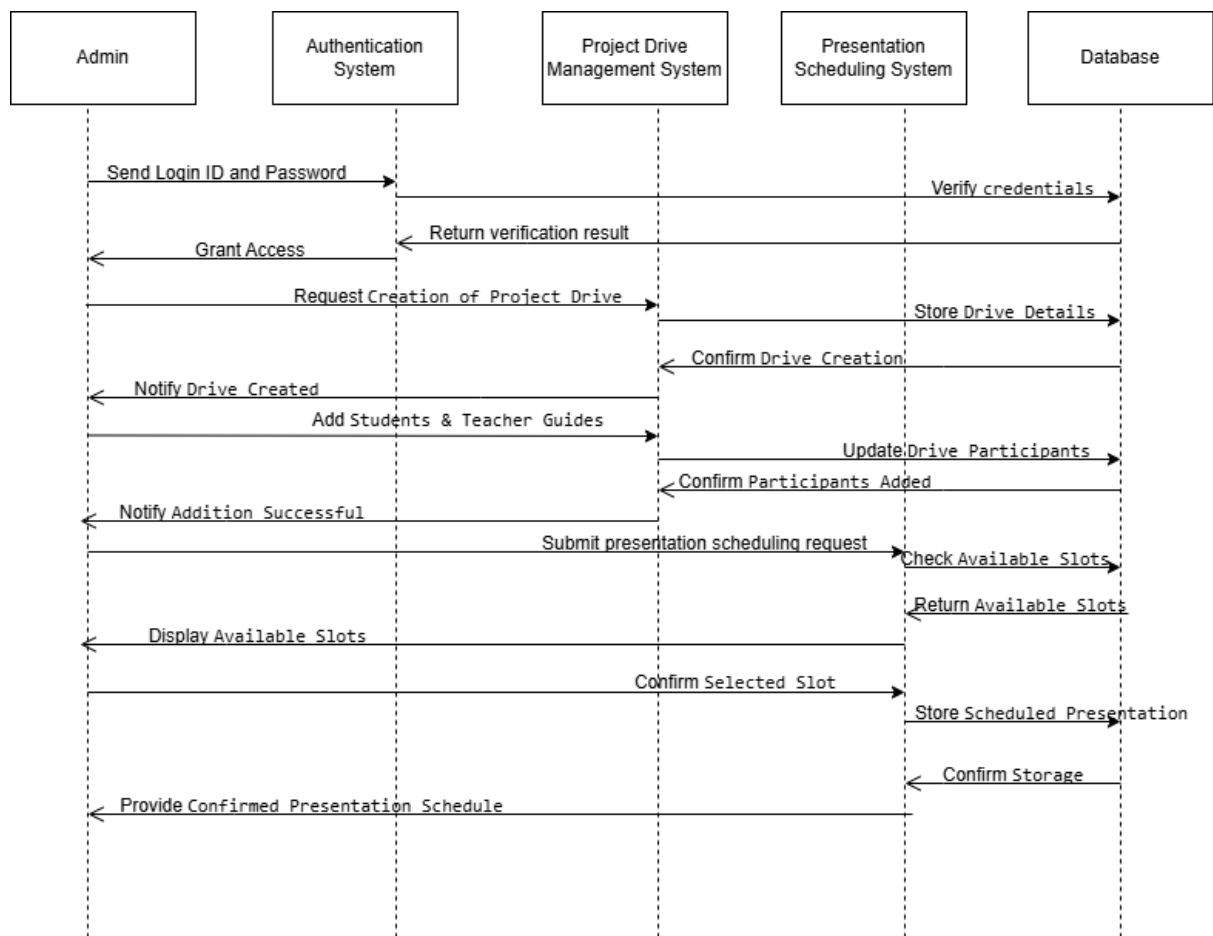 Admin
Authentication
System
Project Drive
Management System
Presentation
Scheduling System
Database
Send Login ID and Password
Verify credentials
Return verification result
Grant Access
Request Creation of Project Drive
Store Drive Details
Confirm Drive Creation
Notify Drive Created
Add Students & Teacher Guides
Update Drive Participants
Confirm Participants Added
Notify Addition Successful
Submit presentation scheduling request
Check Available Slots
Return Available Slots
Display Available Slots
Confirm Selected Slot
Store Scheduled Presentation
Confirm Storage
Provide Confirmed Presentation Schedule